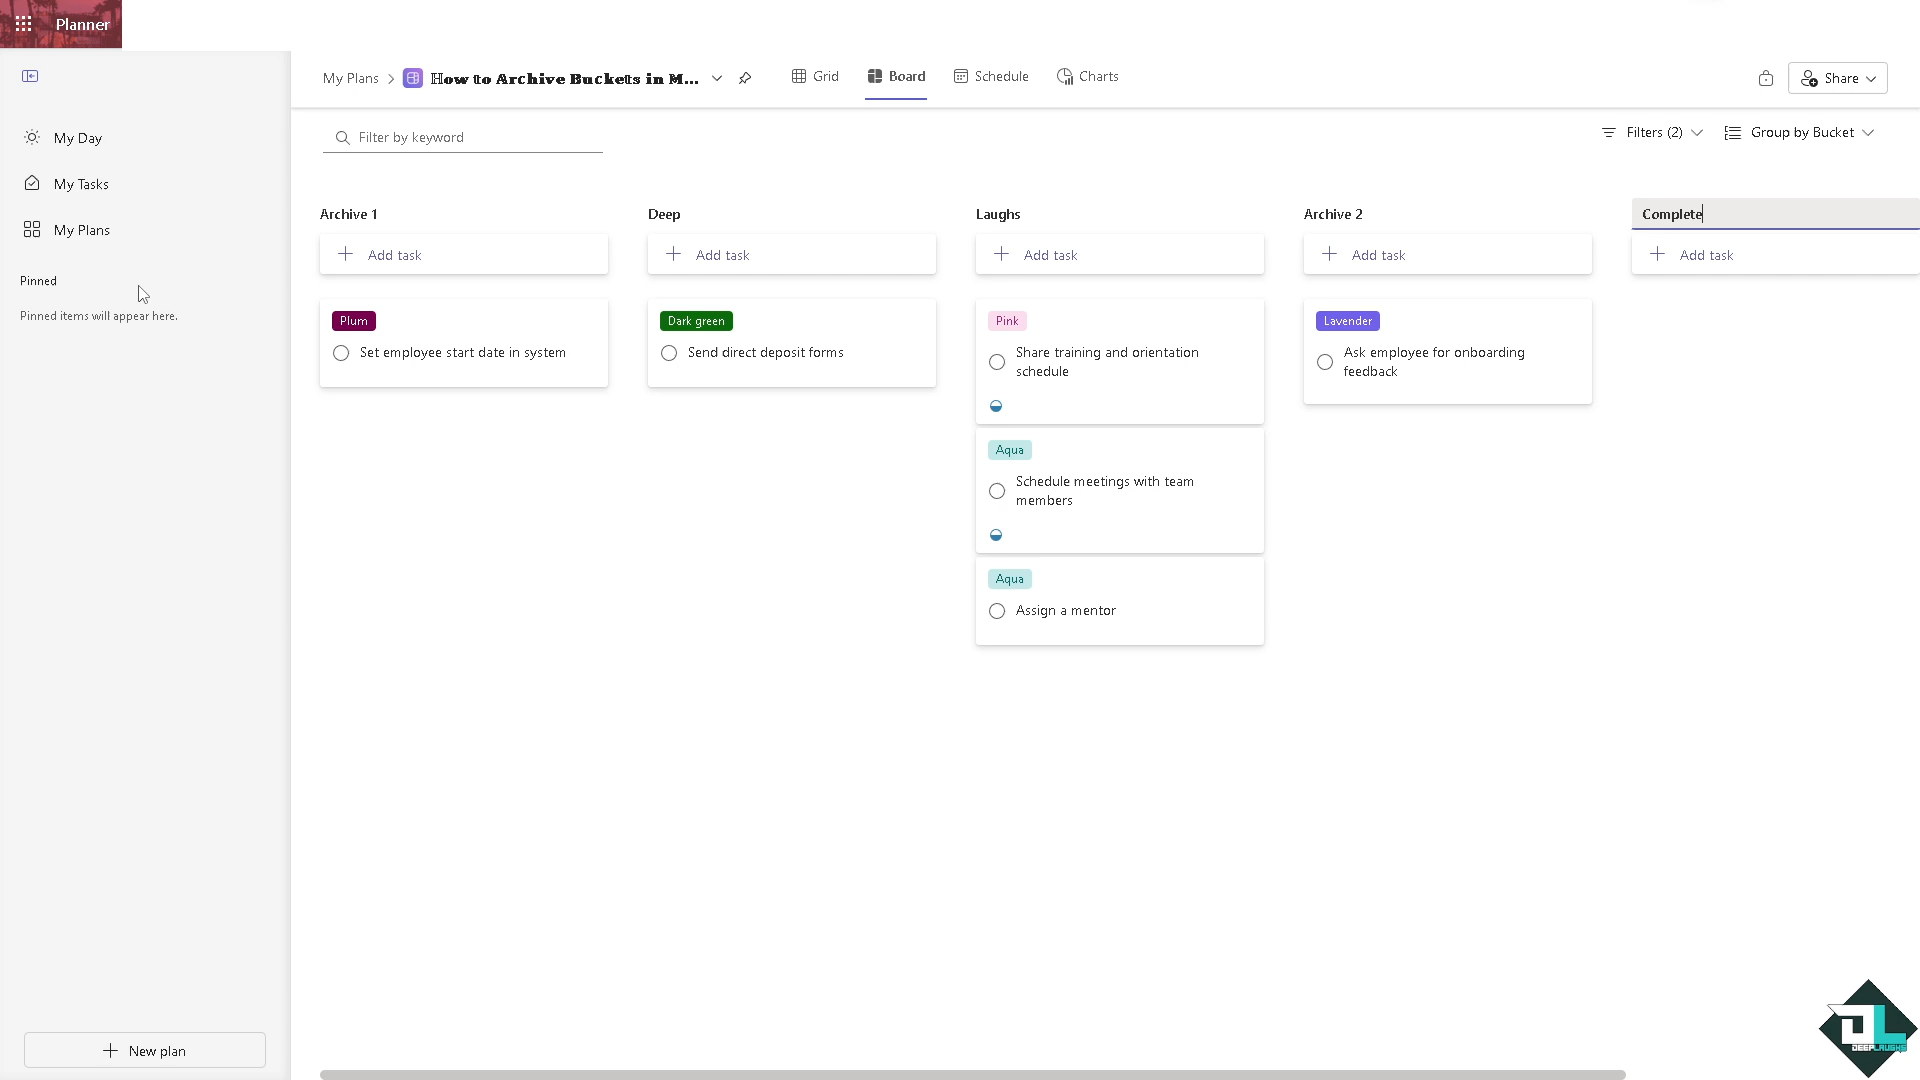 Planner
My Plans
How to Archive Buckets in M...
Grid
Board
Schedule
Charts
Share
My Day
My Tasks
My Plans
Pinned
Pinned items will appear here.
New plan
Filter by keyword
Filters (2)
Group by Bucket
Archive 1
Add task
Plum
Set employee start date in system
Deep
Add task
Dark green
Send direct deposit forms
Laughs
Add task
Pink
Share training and orientation
schedule
Aqua
Schedule meetings with team
members
Aqua
Assign a mentor
Archive 2
Add task
Lavender
Ask employee for onboarding
feedback
Complete
Add task
DL
DEEPLAUGHS